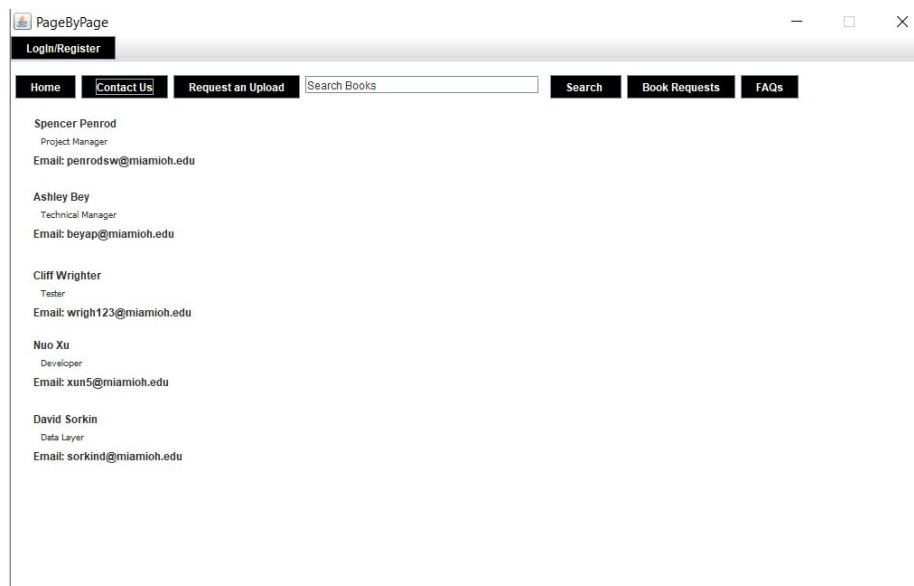 PageByPage
LogIn/Register
Home Contact Us Request an Upload Search Books Search Book Requests FAQs
Spencer Penrod
Project Manager
Email: penrodsw@miamioh.edu
Ashley Bey
Technical Manager
Email: beyap@miamioh.edu
Cliff Wrighter
Tester
Email: wrigh123@miamioh.edu
Nuo Xu
Developer
Email: xun5@miamioh.edu
David Sorkin
Data Layer
Email: sorkind@miamioh.edu